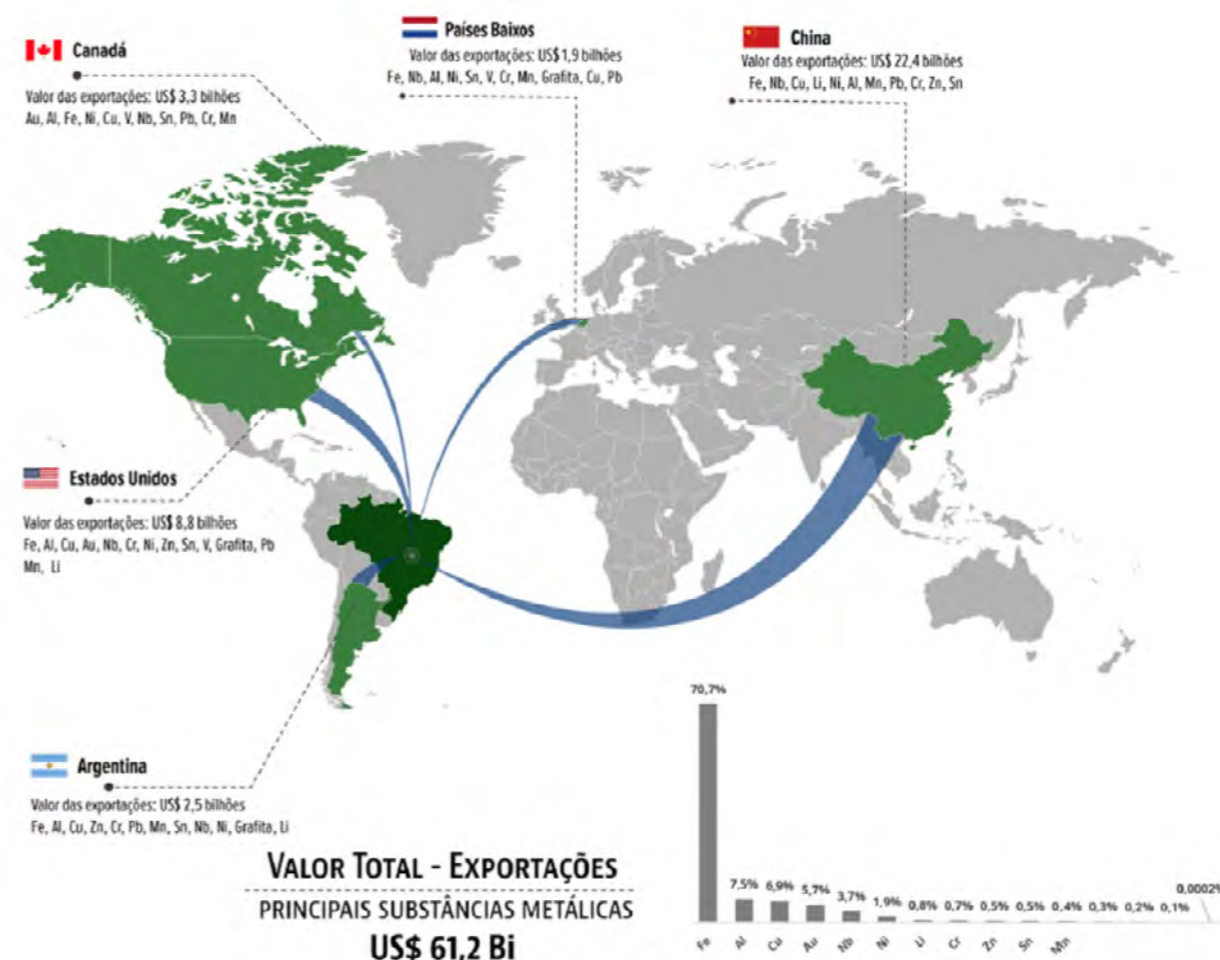 Canadá
Valor das exportações: US$ 3,3 bilhões
Au, Al, Fe, Ni, Cu, V, Nb, Sn, Pb, Cr, Mn
Países Baixos
Valor das exportações: US$1,9 bilhões
Fe, Nb, Al, Ni, Sn, V, Cr, Mn, Grafita, Cu, Pb
China
Valor das exportações: US$ 22,4 bilhões
Fe, Nb, Cu, Li, Ni, Al, Mn, Pb, Cr, Zn, Sn
Estados Unidos
Valor das exportações: US$ 8,8 bilhões
Fe, Al, Cu, Au, Nb, Cr, Ni, Zn, Sn, V, Grafita, Pb
Mn, Li
Argentina
Valor das exportações: US$ 2,5 bilhões
Fe, Al, Cu, Zn, Cr, Pb, Mn, Sn, Nb, Ni, Grafita, Li
VALOR TOTAL - EXPORTAÇÕES
PRINCIPAIS SUBSTÂNCIAS METÁLICAS
US$ 61,2 Bi
70,7%
7,5% 6,9% 5,7% 3,7% 1,9% 0,8% 0,7% 0,5% 0,5% 0,4% 0,3% 0,2% 0,1% 0,0002%
Fe Al Cu Au Nb Ni Li Cr Zn Sn Mn